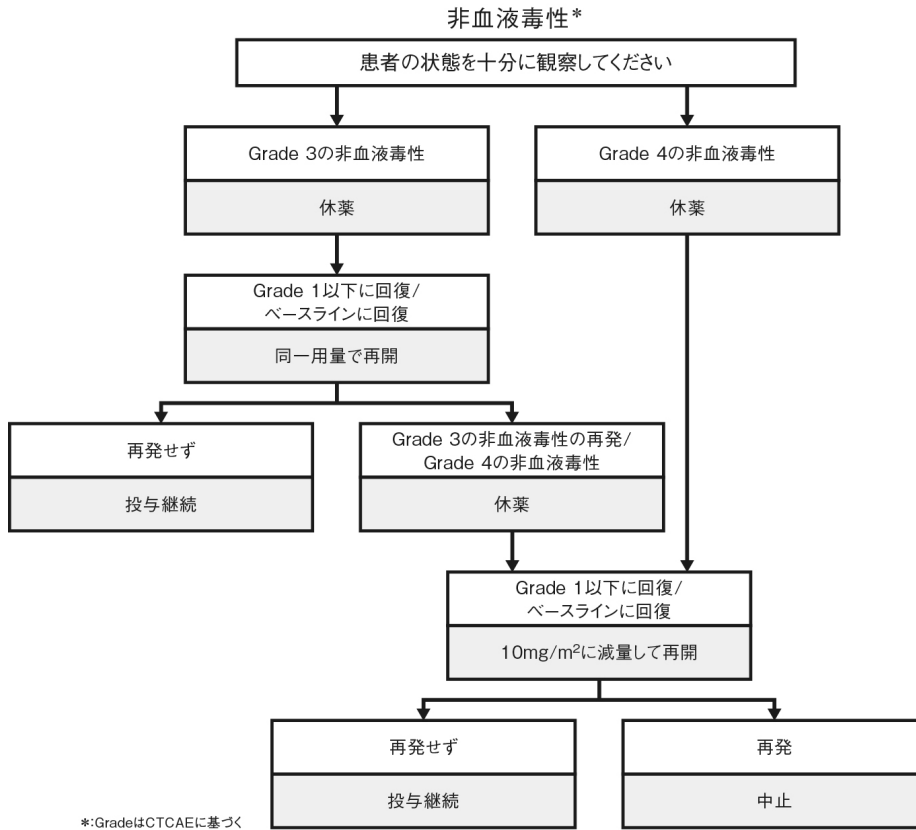 非血液毒性*
患者の状態を十分に観察してください
Grade 3の非血液毒性
休薬
Grade 4の非血液毒性
休薬
Grade 1以下に回復/
ベースラインに回復
同一用量で再開
再発せず
投与継続
Grade 3の非血液毒性の再発/
Grade 4の非血液毒性
休薬
Grade 1以下に回復/
ベースラインに回復
10mg/m²に減量して再開
再発せず
投与継続
再発
中止
*:GradeはCTCAEに基づく